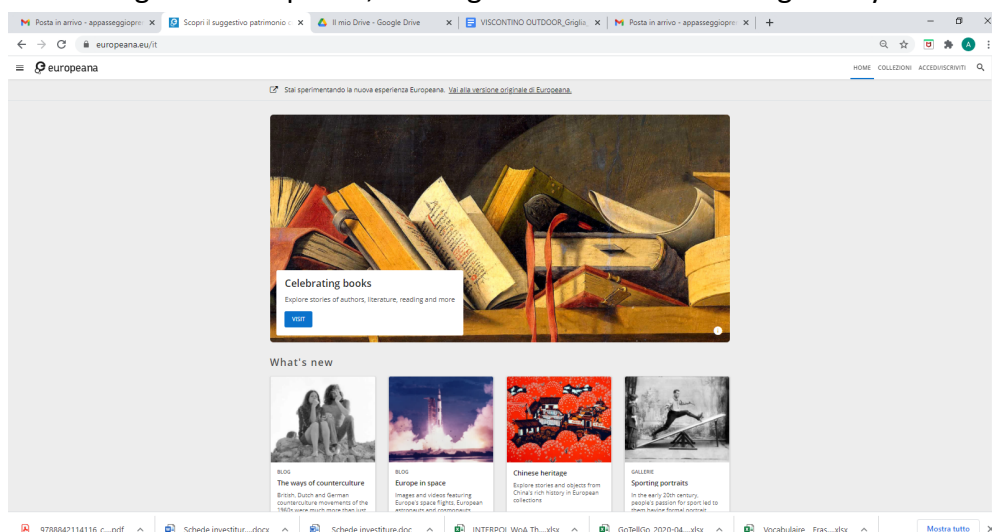 Posta in arrivo - appasseggiopre
Scopri il suggestivo patrimonio c
Il mio Drive - Google Drive
VISCONTINO OUTDOOR_Griglia
Posta in arrivo - appasseggiopre
europeana.eu/it
A
europeana
HOME COLLEZIONI ACCEDI/ISCRIVITI
Stai sperimentando la nuova esperienza Europeana. Vai alla versione originale di Europeana.
Celebrating books
Explore stories of authors, literature, reading and more
VISIT
What's new
BLOG
The ways of counterculture
British, Dutch and German
counterculture movements of the
1960s were much more than just
BLOG
Europe in space
Images and videos featuring
Europe's space flights, European
astronauts and cosmonauts
Chinese heritage
Explore stories and objects from
China's rich history in European
collections
GALLERIE
Sporting portraits
In the early 20th century,
people's passion for sport led to
them having formal portrait
9788842114116_c....pdf
Schede investitur....docx
Schede investiture.doc
INTERPOL WoA Th....xlsx
GoTellGo_2020-04....xlsx
Vocabulaire_ Eras....xlsx
Mostra tutto